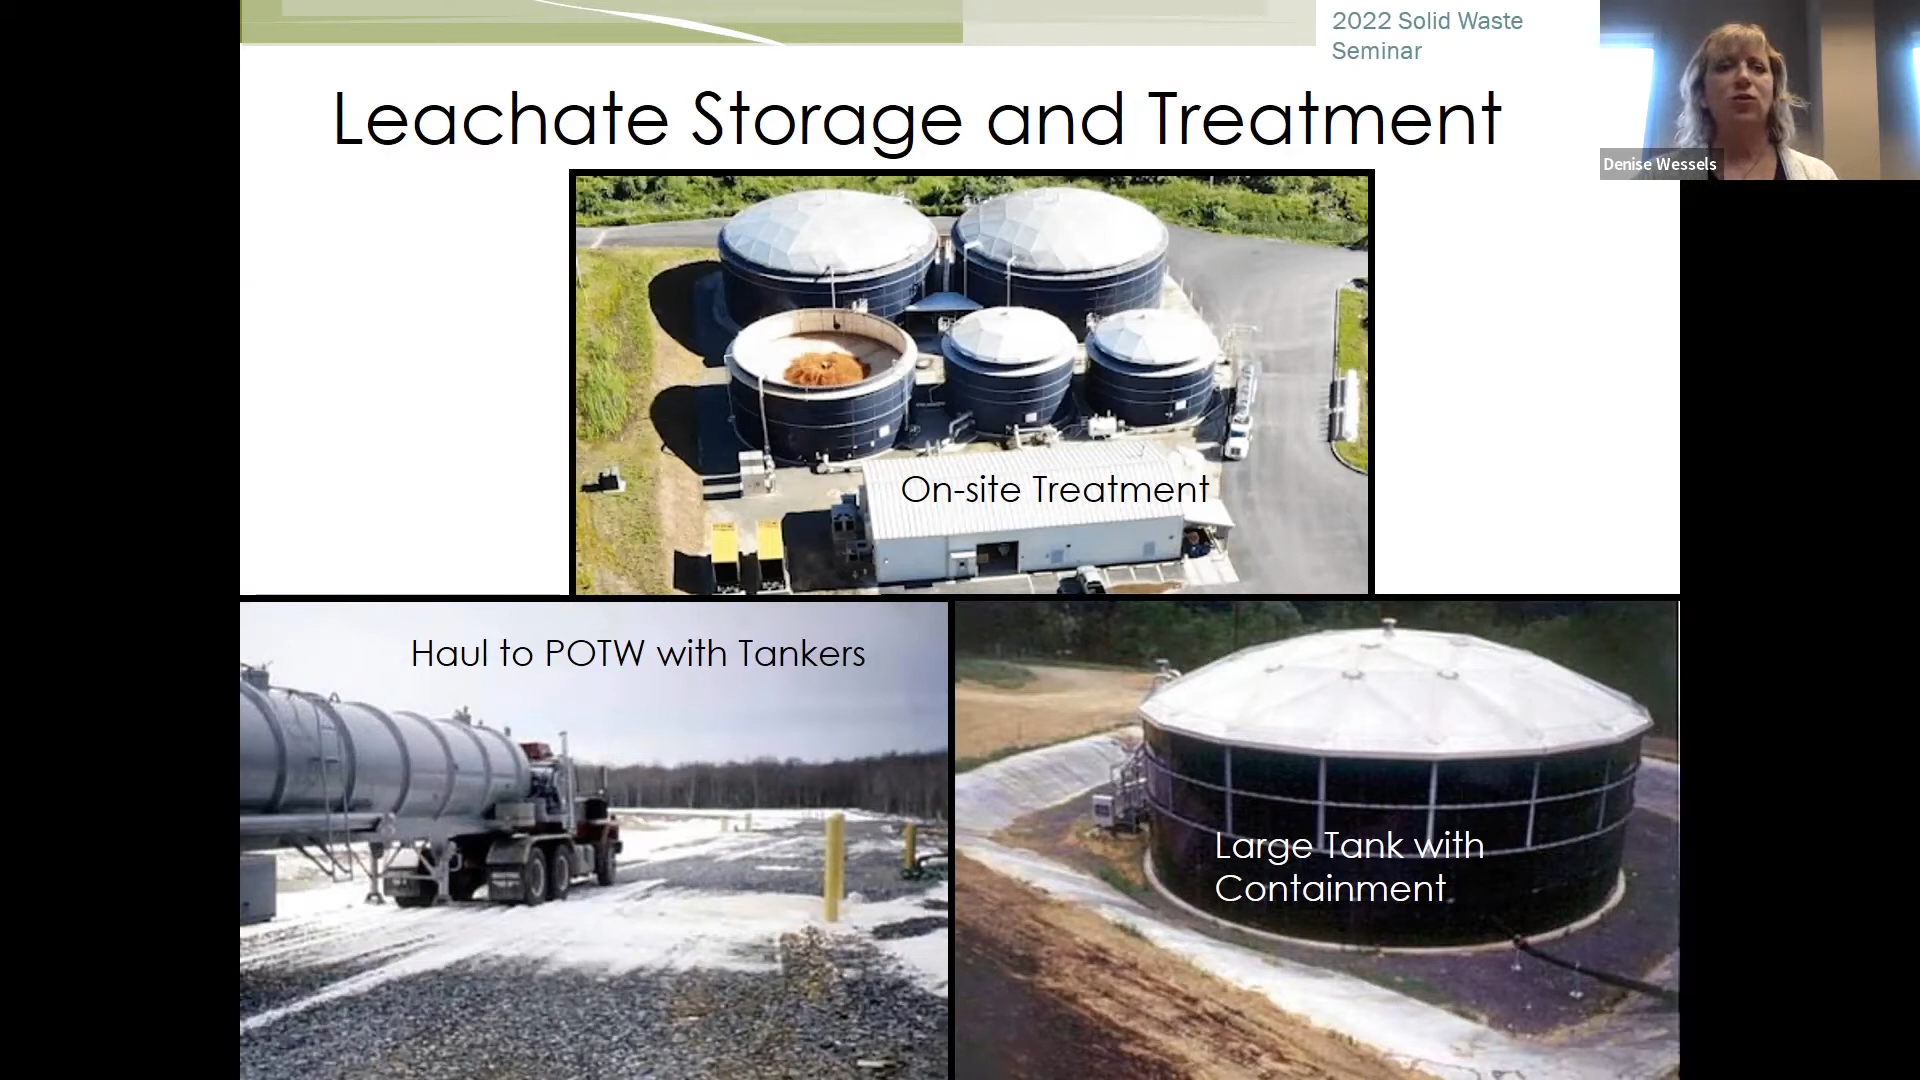 2022 Solid Waste
Seminar
Leachate Storage and Treatment
Denise Wessels
On-site Treatment
Haul to POTW with Tankers
Large Tank with
Containment